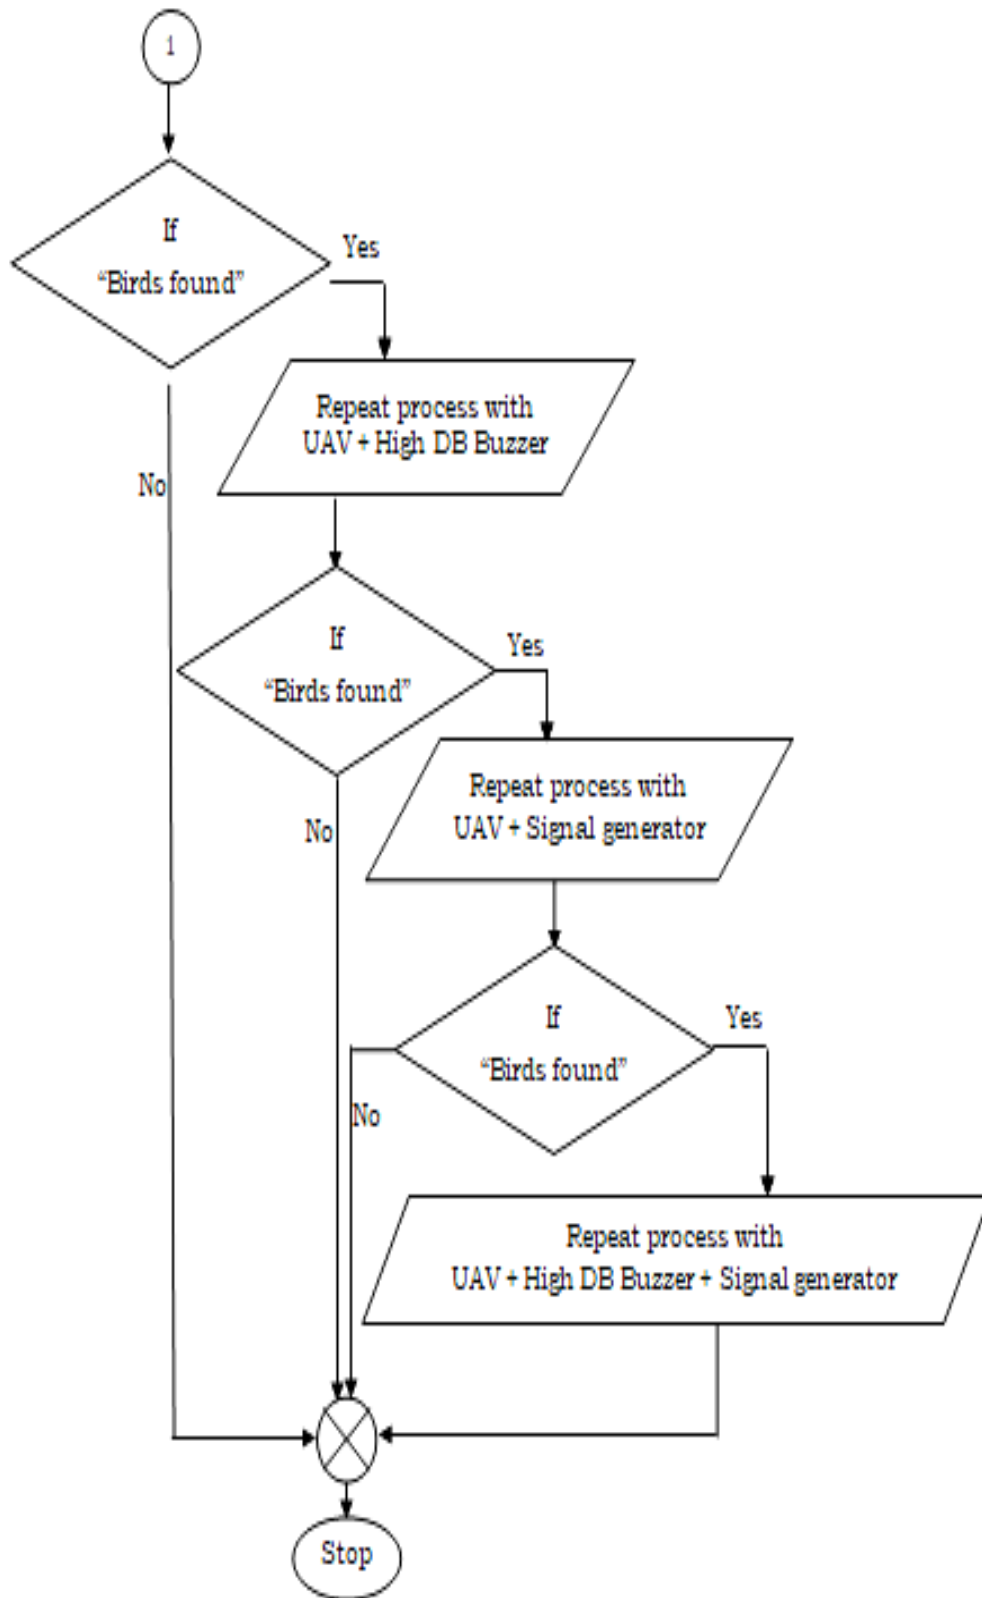 1
If
“Birds found”
Yes
Repeat process with
UAV + High DB Buzzer
No
If
“Birds found”
Yes
Repeat process with
UAV + Signal generator
No
If
“Birds found”
Yes
No
Repeat process with
UAV + High DB Buzzer + Signal generator
Stop